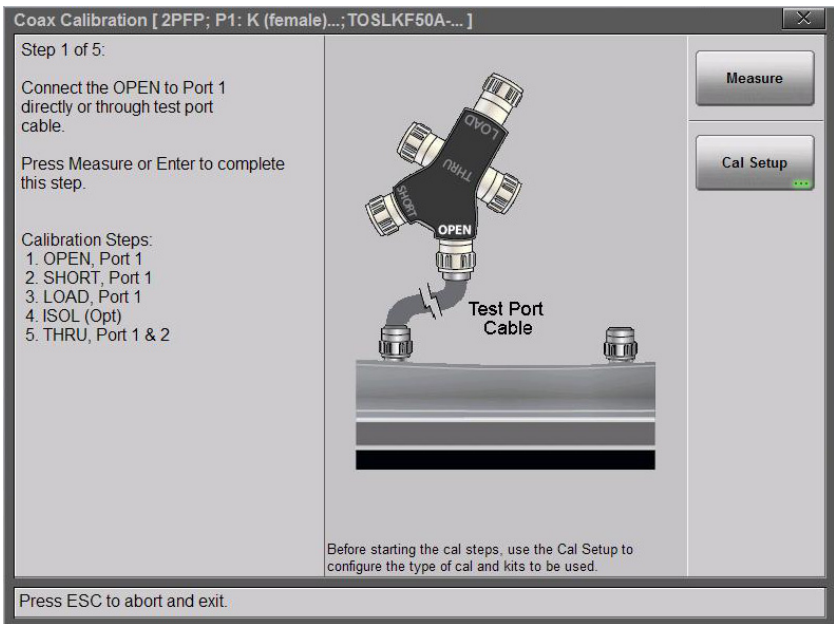 Coax Calibration [ 2PFP; P1: K (female)...; TOSLKF50A-... ]
Step 1 of 5:
Connect the OPEN to Port 1
directly or through test port
cable.
Press Measure or Enter to complete
this step.
Calibration Steps:
1. OPEN, Port 1
2. SHORT, Port 1
3. LOAD, Port 1
4. ISOL (Opt)
5. THRU, Port 1 & 2
LOAD
THRU
SHORT
OPEN
Test Port
Cable
Before starting the cal steps, use the Cal Setup to
configure the type of cal and kits to be used.
Measure
Cal Setup
Press ESC to abort and exit.